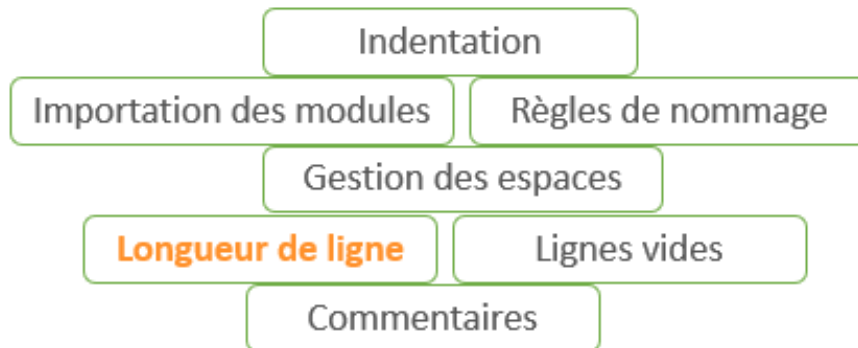 Indentation
Importation des modules
Règles de nommage
Gestion des espaces
Longueur de ligne
Lignes vides
Commentaires